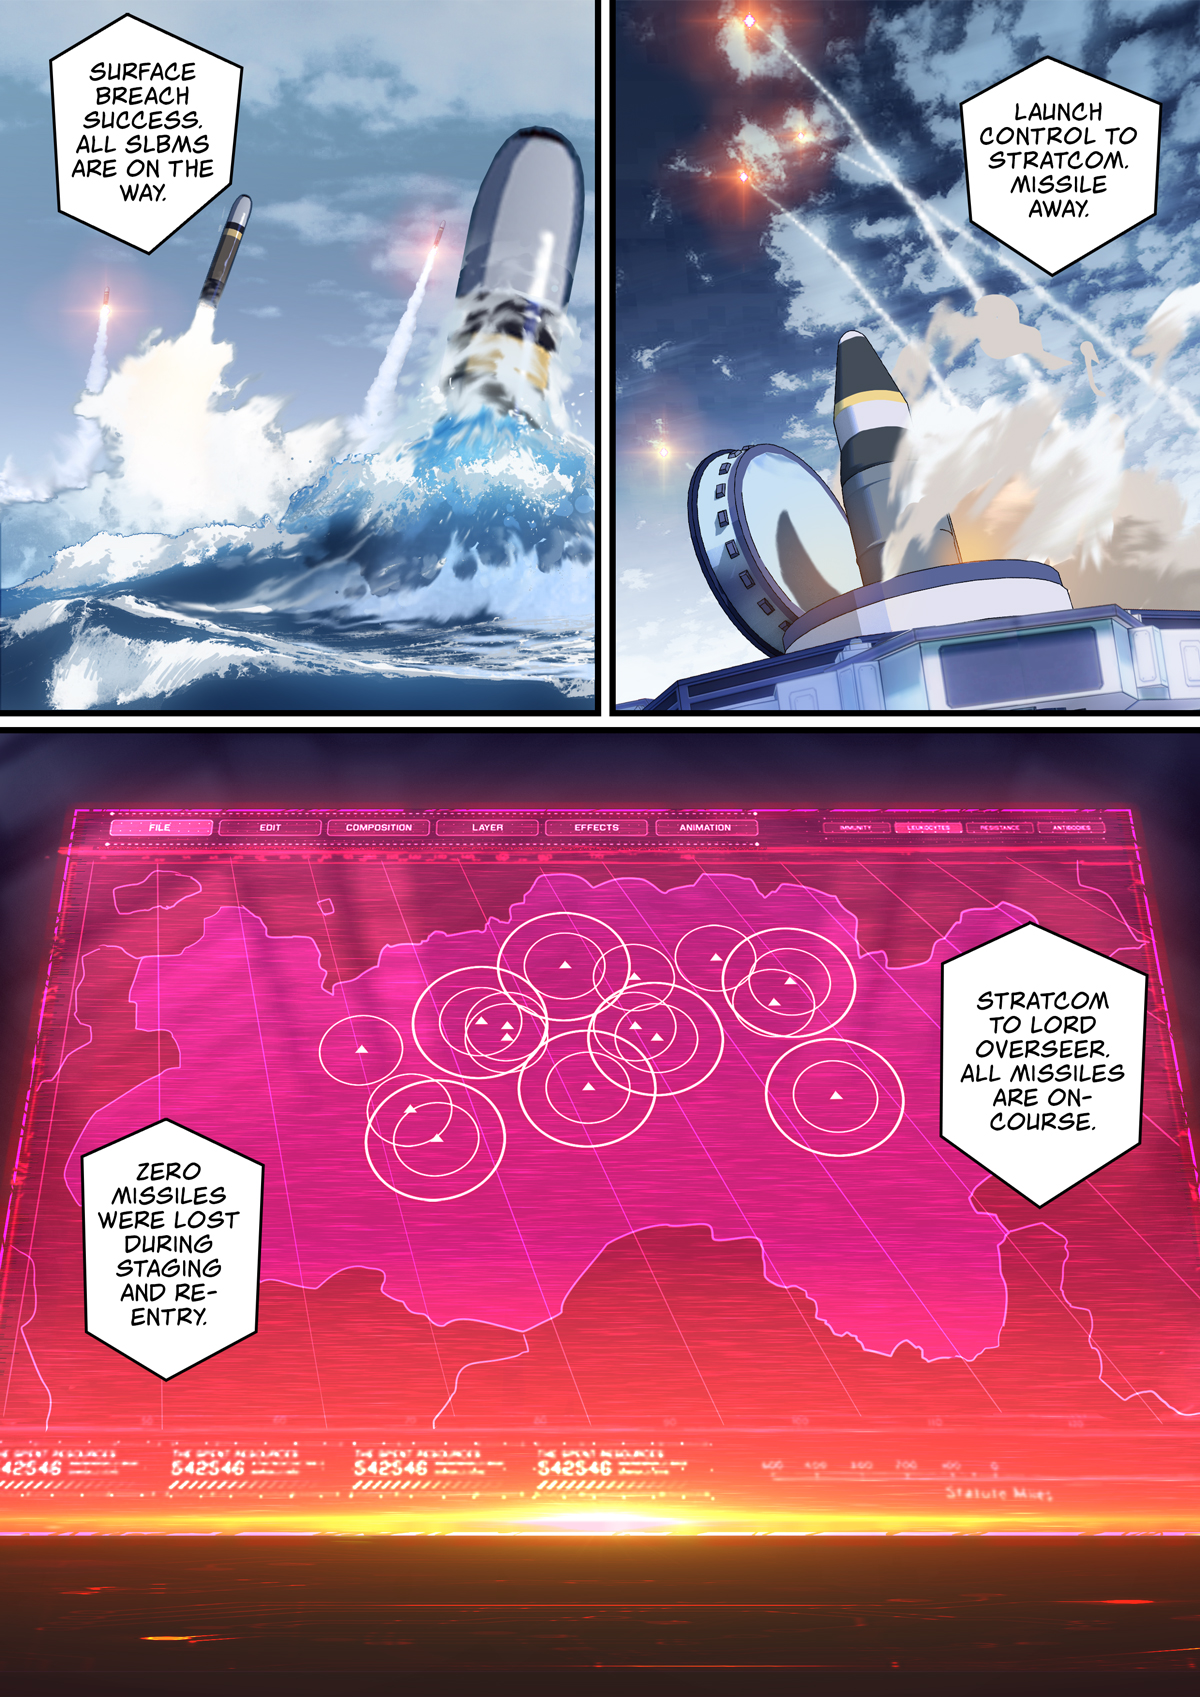 SURFACE
BREACH
SUCCESS.
ALL SLBMS
ARE ON THE
WAY.
LAUNCH
CONTROL TO
STRATCOM.
MISSILE
AWAY.
FILE
EDIT
COMPOSITION
LAYER
EFFECTS
ANIMATION
IMMUNITY
LEUKOCYTES
RESISTANCE
ANTIBODIES
STRATCOM
TO LORD
OVERSEER.
ALL MISSILES
ARE ON-
COURSE.
ZERO
MISSILES
WERE LOST
DURING
STAGING
AND RE-
ENTRY.
42546
542546
542546
542546
Statute Miles